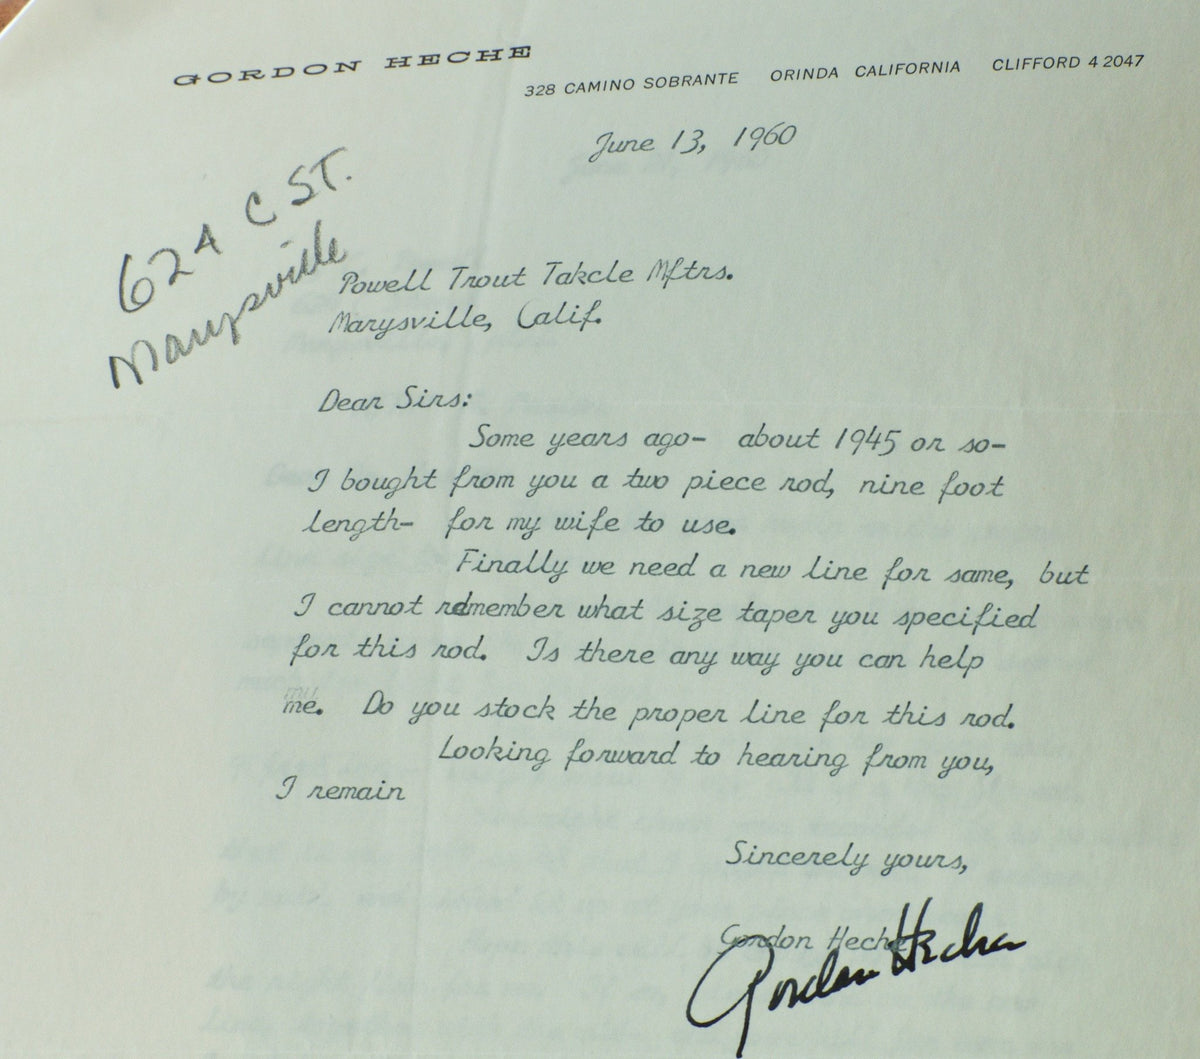 GORDON HECHE
328 CAMINO SOBRANTE ORINDA CALIFORNIA CLIFFORD 4 2047
June 13, 1960
624 C ST.
Marysville
Powell Trout Takcle Mftrs.
Marysville, Calif.
Dear Sirs:
Some years ago- about 1945 or so-
I bought from you a two piece rod, nine foot
length- for my wife to use.
Finally we need a new line for same, but
I cannot rdmember what size taper you specified
for this rod. Is there any way you can help
me. Do you stock the proper line for this rod.
Looking forward to hearing from you,
I remain
Sincerely yours,
Gordon Heche
Gordon Heche